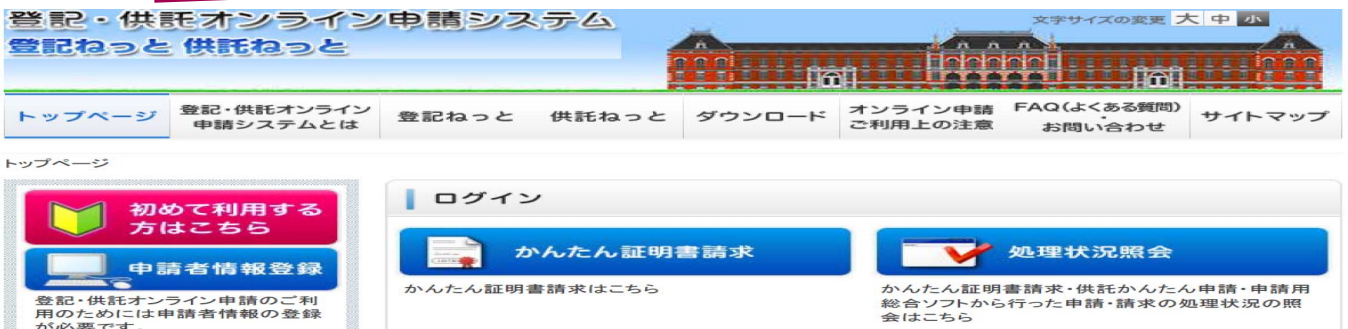 登記・供託オンライン申請システム
登記ねっと 供託ねっと
文字サイズの変更 大 中 小
トップページ
登記・供託オンライン
申請システムとは
登記ねっと
供託ねっと
ダウンロード
オンライン申請
ご利用上の注意
FAQ(よくある質問)
・
お問い合わせ
サイトマップ
トップページ
初めて利用する
方はこちら
申請者情報登録
登記・供託オンライン申請のご利
用のためには申請者情報の登録
が必要です。
ログイン
かんたん証明書請求
かんたん証明書請求はこちら
処理状況照会
かんたん証明書請求・供託かんたん申請・申請用
総合ソフトから行った申請・請求の処理状況の照
会はこちら